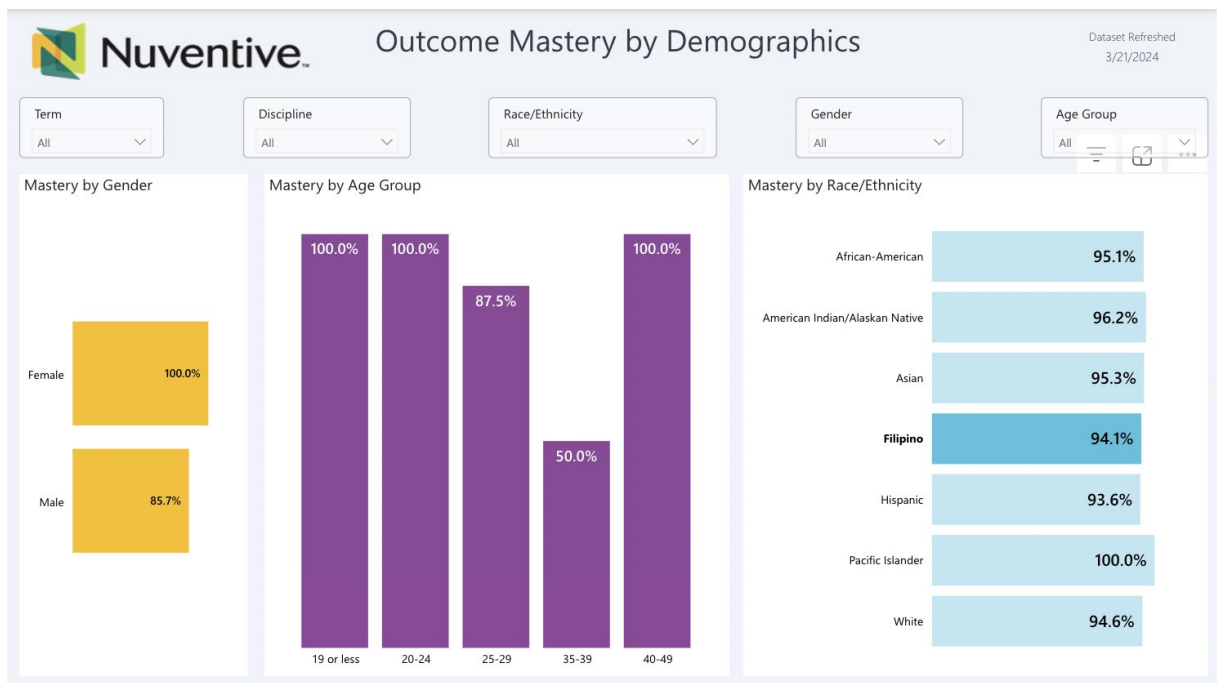 Nuventive™
Outcome Mastery by Demographics
Dataset Refreshed
3/21/2024
Term
All
Discipline
All
Race/Ethnicity
All
Gender
All
Age Group
All
Mastery by Gender
Female 100.0%
Male 85.7%
Mastery by Age Group
100.0% 100.0% 87.5% 50.0% 100.0%
19 or less 20-24 25-29 35-39 40-49
Mastery by Race/Ethnicity
African-American 95.1%
American Indian/Alaskan Native 96.2%
Asian 95.3%
Filipino 94.1%
Hispanic 93.6%
Pacific Islander 100.0%
White 94.6%